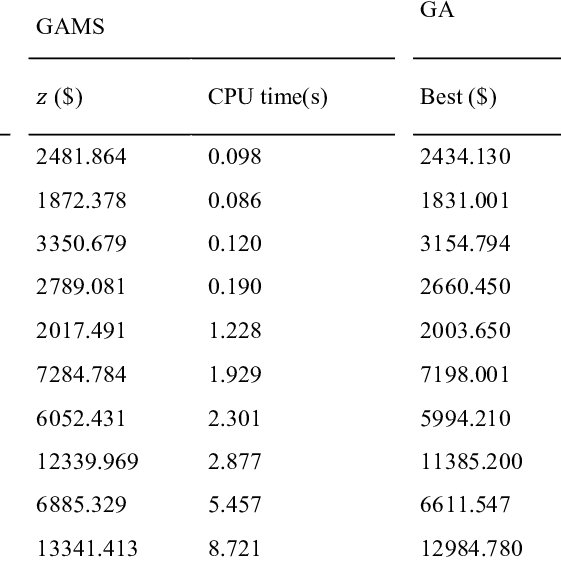 GAMS GA
z ($) CPU time(s) Best ($)
2481.864 0.098 2434.130
1872.378 0.086 1831.001
3350.679 0.120 3154.794
2789.081 0.190 2660.450
2017.491 1.228 2003.650
7284.784 1.929 7198.001
6052.431 2.301 5994.210
12339.969 2.877 11385.200
6885.329 5.457 6611.547
13341.413 8.721 12984.780